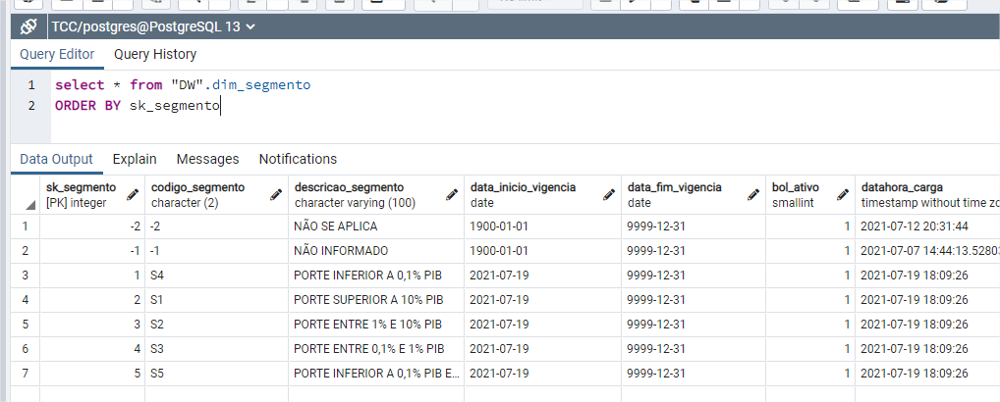 TCC/postgres@PostgreSQL 13
Query Editor Query History
1 select * from "DW".dim_segmento
2 ORDER BY sk_segmento
Data Output Explain Messages Notifications
sk_segmento codigo_segmento descricao_segmento data_inicio_vigencia data_fim_vigencia bol_ativo datahora_carga
[PK] integer character (2) character varying (100) date date smallint timestamp without time zo
1 -2 -2 NÃO SE APLICA 1900-01-01 9999-12-31 1 2021-07-12 20:31:44
2 -1 -1 NÃO INFORMADO 1900-01-01 9999-12-31 1 2021-07-07 14:44:13.5280
3 1 S4 PORTE INFERIOR A 0,1% PIB 2021-07-19 9999-12-31 1 2021-07-19 18:09:26
4 2 S1 PORTE SUPERIOR A 10% PIB 2021-07-19 9999-12-31 1 2021-07-19 18:09:26
5 3 S2 PORTE ENTRE 1% E 10% PIB 2021-07-19 9999-12-31 1 2021-07-19 18:09:26
6 4 S3 PORTE ENTRE 0,1% E 1% PIB 2021-07-19 9999-12-31 1 2021-07-19 18:09:26
7 5 S5 PORTE INFERIOR A 0,1% PIB E... 2021-07-19 9999-12-31 1 2021-07-19 18:09:26